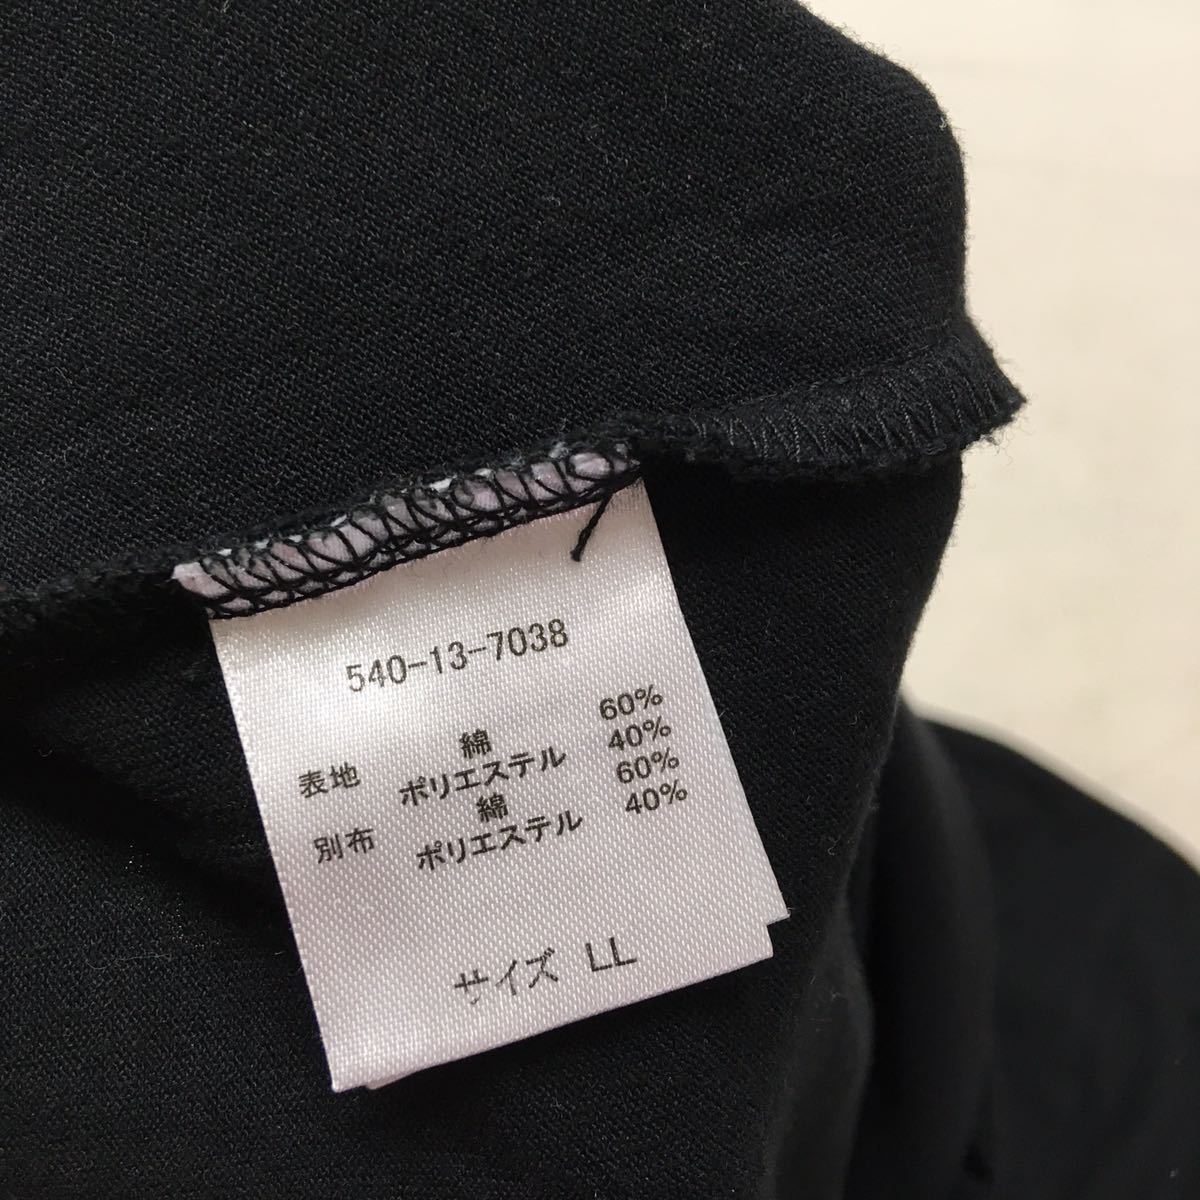 540-13-7038
表地 綿 60%
ポリエステル 40%
別布 綿 60%
ポリエステル 40%
サイズ LL